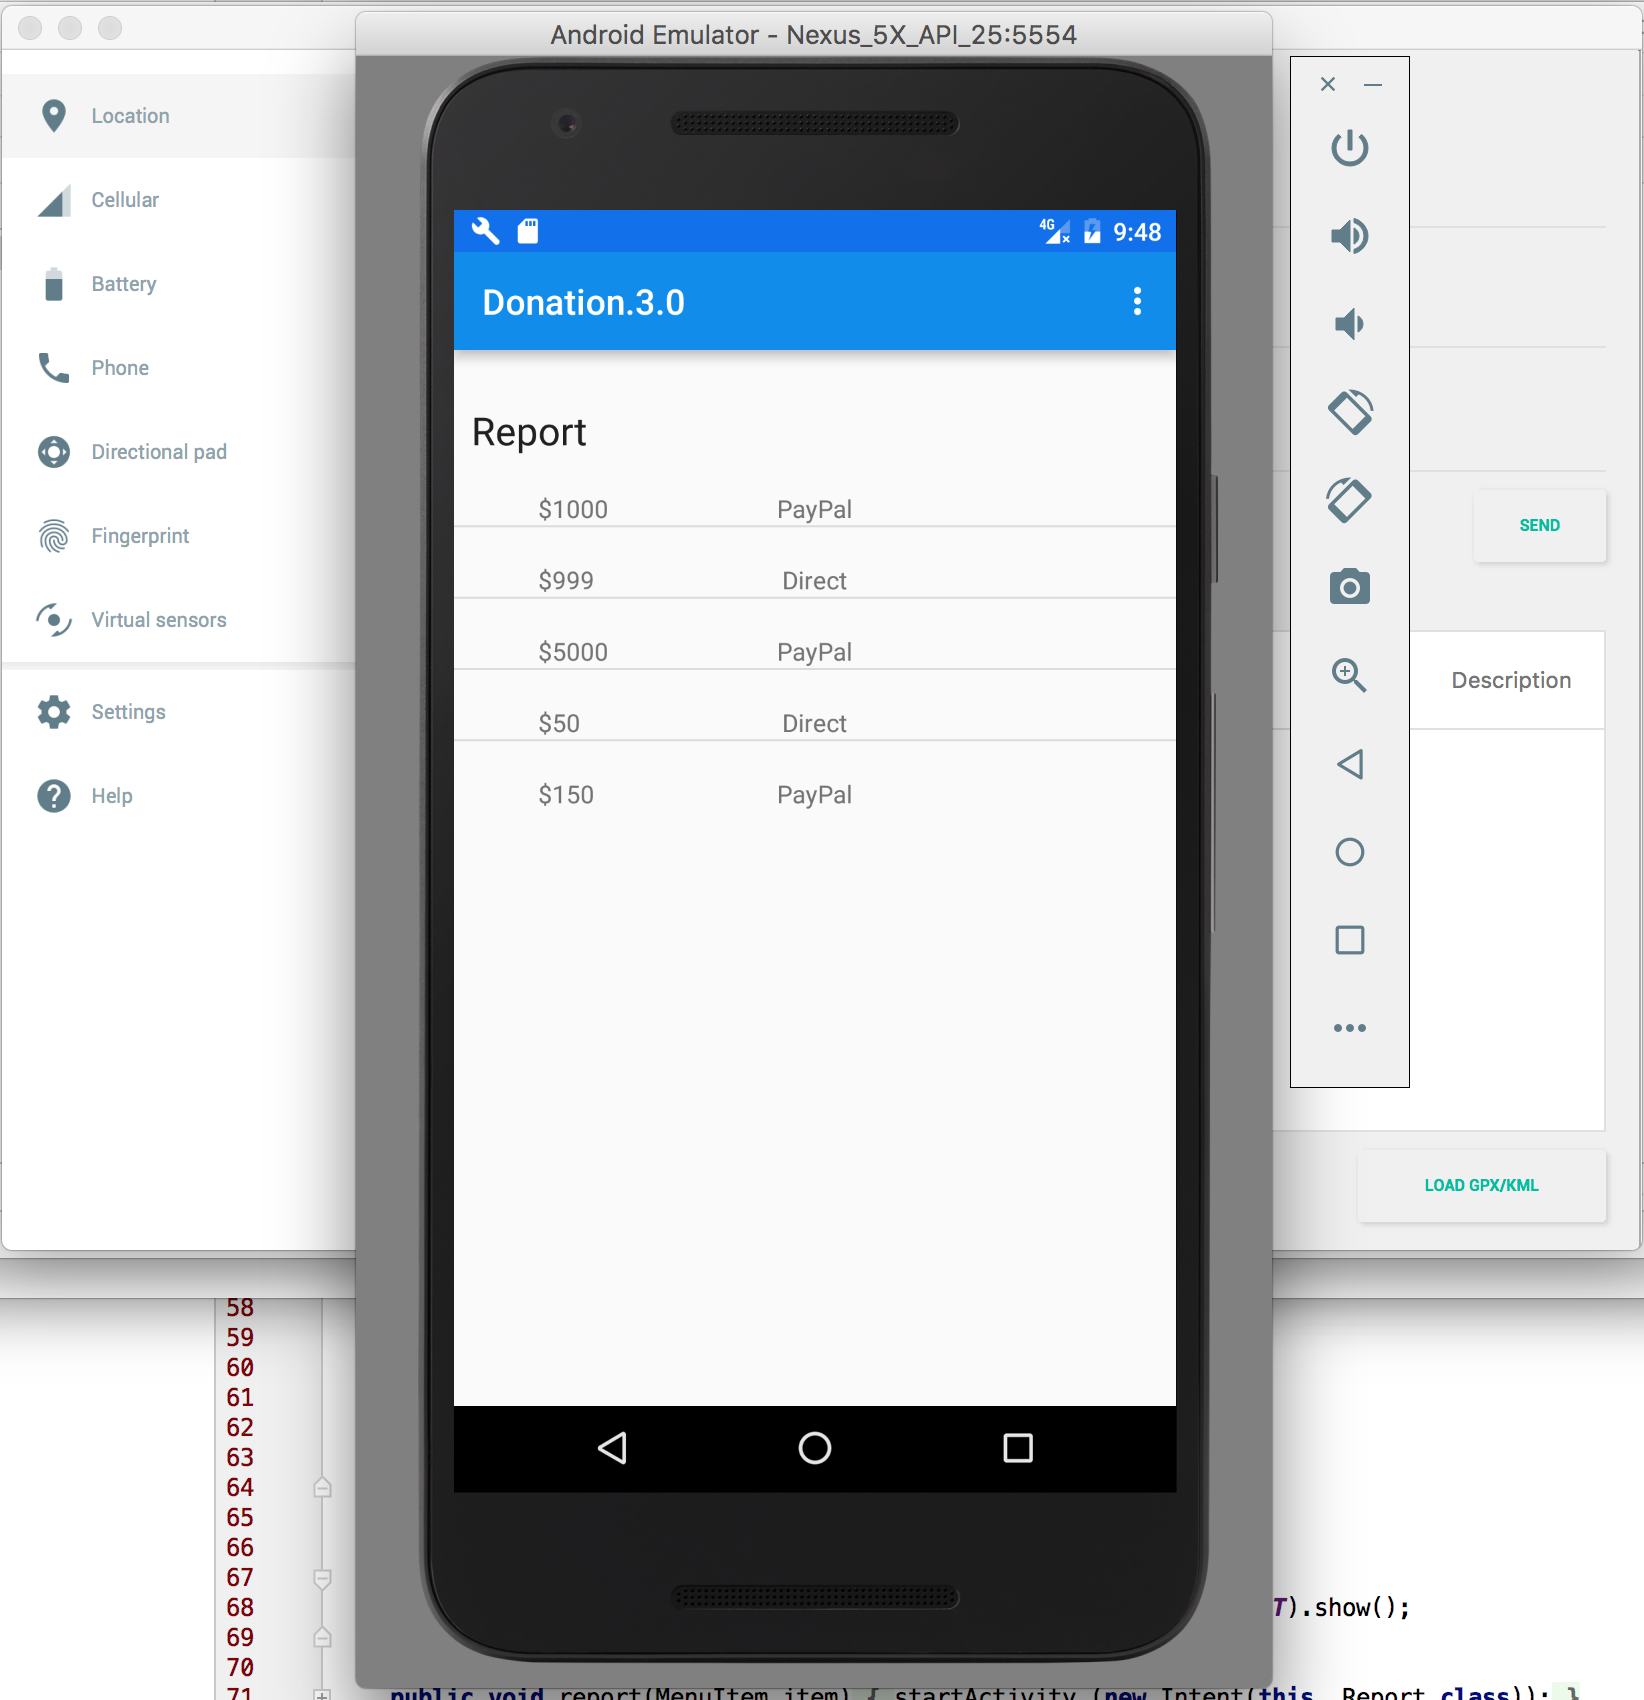 Android Emulator - Nexus_5X_API_25:5554
Location
Cellular
Battery
Phone
Directional pad
Fingerprint
Virtual sensors
Settings
Help
4G 9:48
Donation.3.0
Report
$1000 PayPal
$999 Direct
$5000 PayPal
$50 Direct
$150 PayPal
SEND
Description
LOAD GPX/KML
58
59
60
61
62
63
64
65
66
67
68 T).show();
69
70
71 public void report(MenuItem item) { startActivity (new Intent(this, Report.class)); }